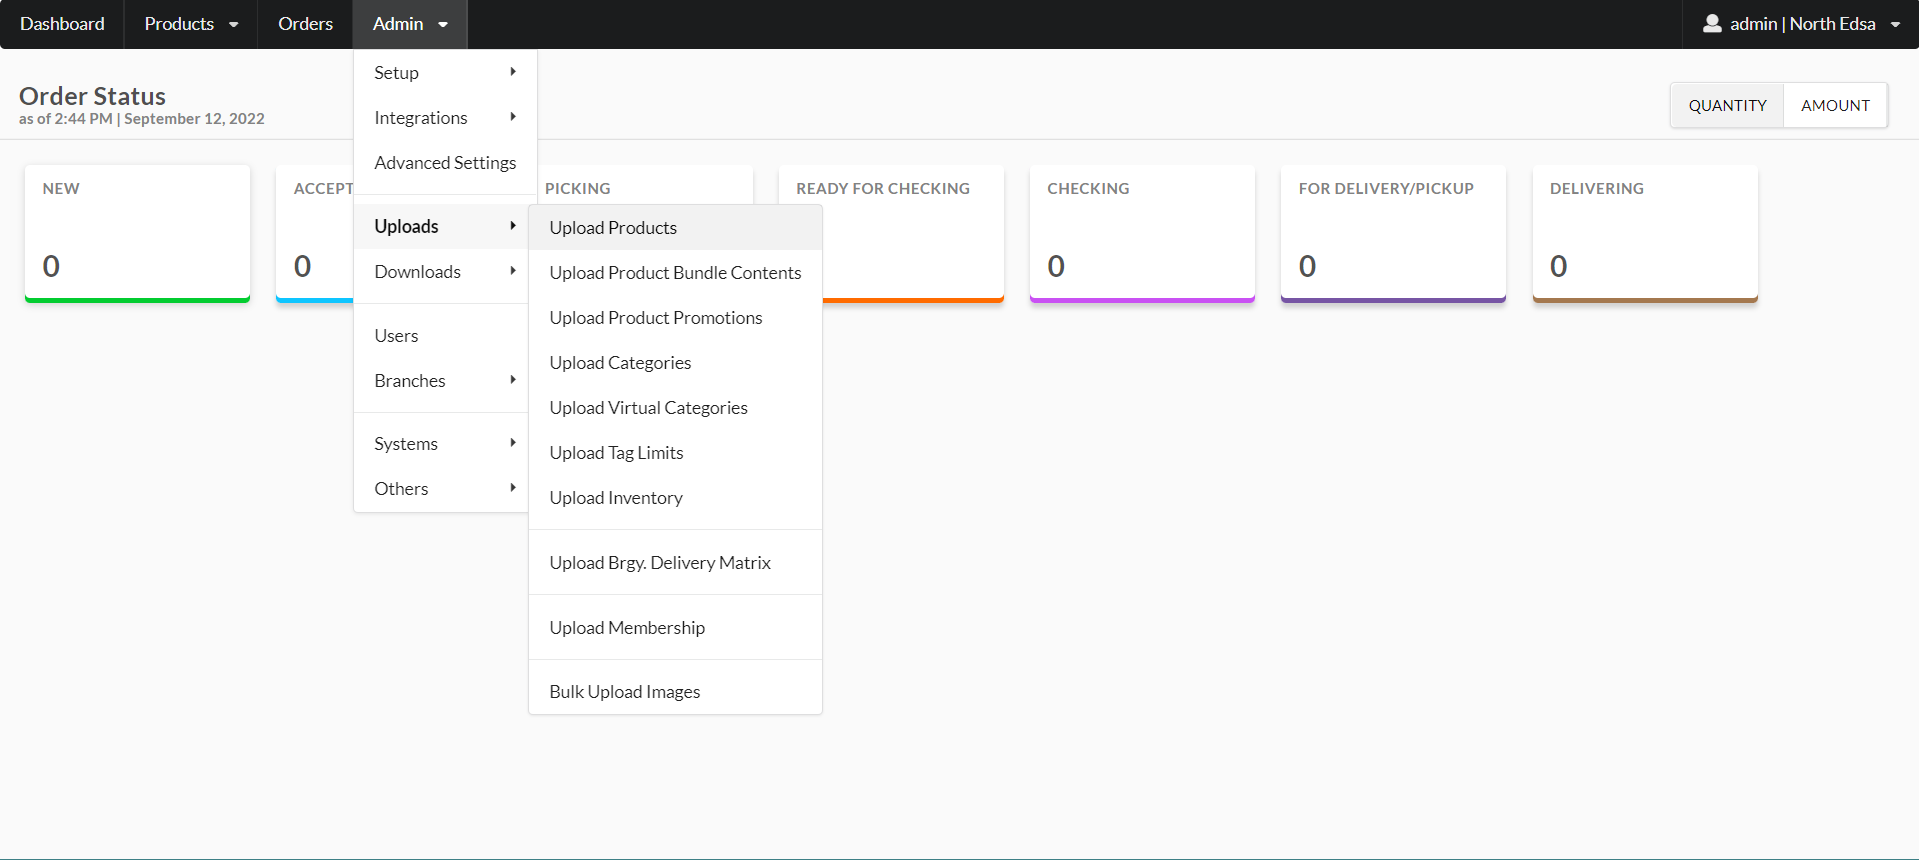 Dashboard
Products
Orders
Admin
admin | North Edsa
Order Status
as of 2:44 PM | September 12, 2022
QUANTITY
AMOUNT
Setup
Integrations
Advanced Settings
Uploads
Downloads
Users
Branches
Systems
Others
Upload Products
Upload Product Bundle Contents
Upload Product Promotions
Upload Categories
Upload Virtual Categories
Upload Tag Limits
Upload Inventory
Upload Brgy. Delivery Matrix
Upload Membership
Bulk Upload Images
NEW
0
ACCEPT
0
PICKING
READY FOR CHECKING
CHECKING
0
FOR DELIVERY/PICKUP
0
DELIVERING
0